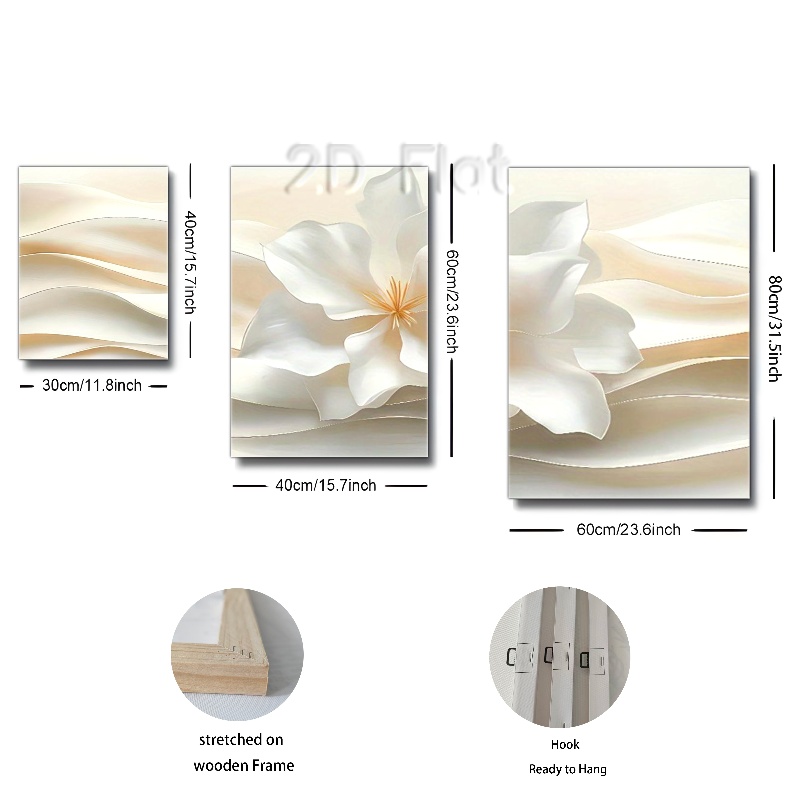 2D Flat
40cm/15.7inch
30cm/11.8inch
60cm/23.6inch
40cm/15.7inch
80cm/31.5inch
60cm/23.6inch
stretched on
wooden Frame
Hook
Ready to Hang